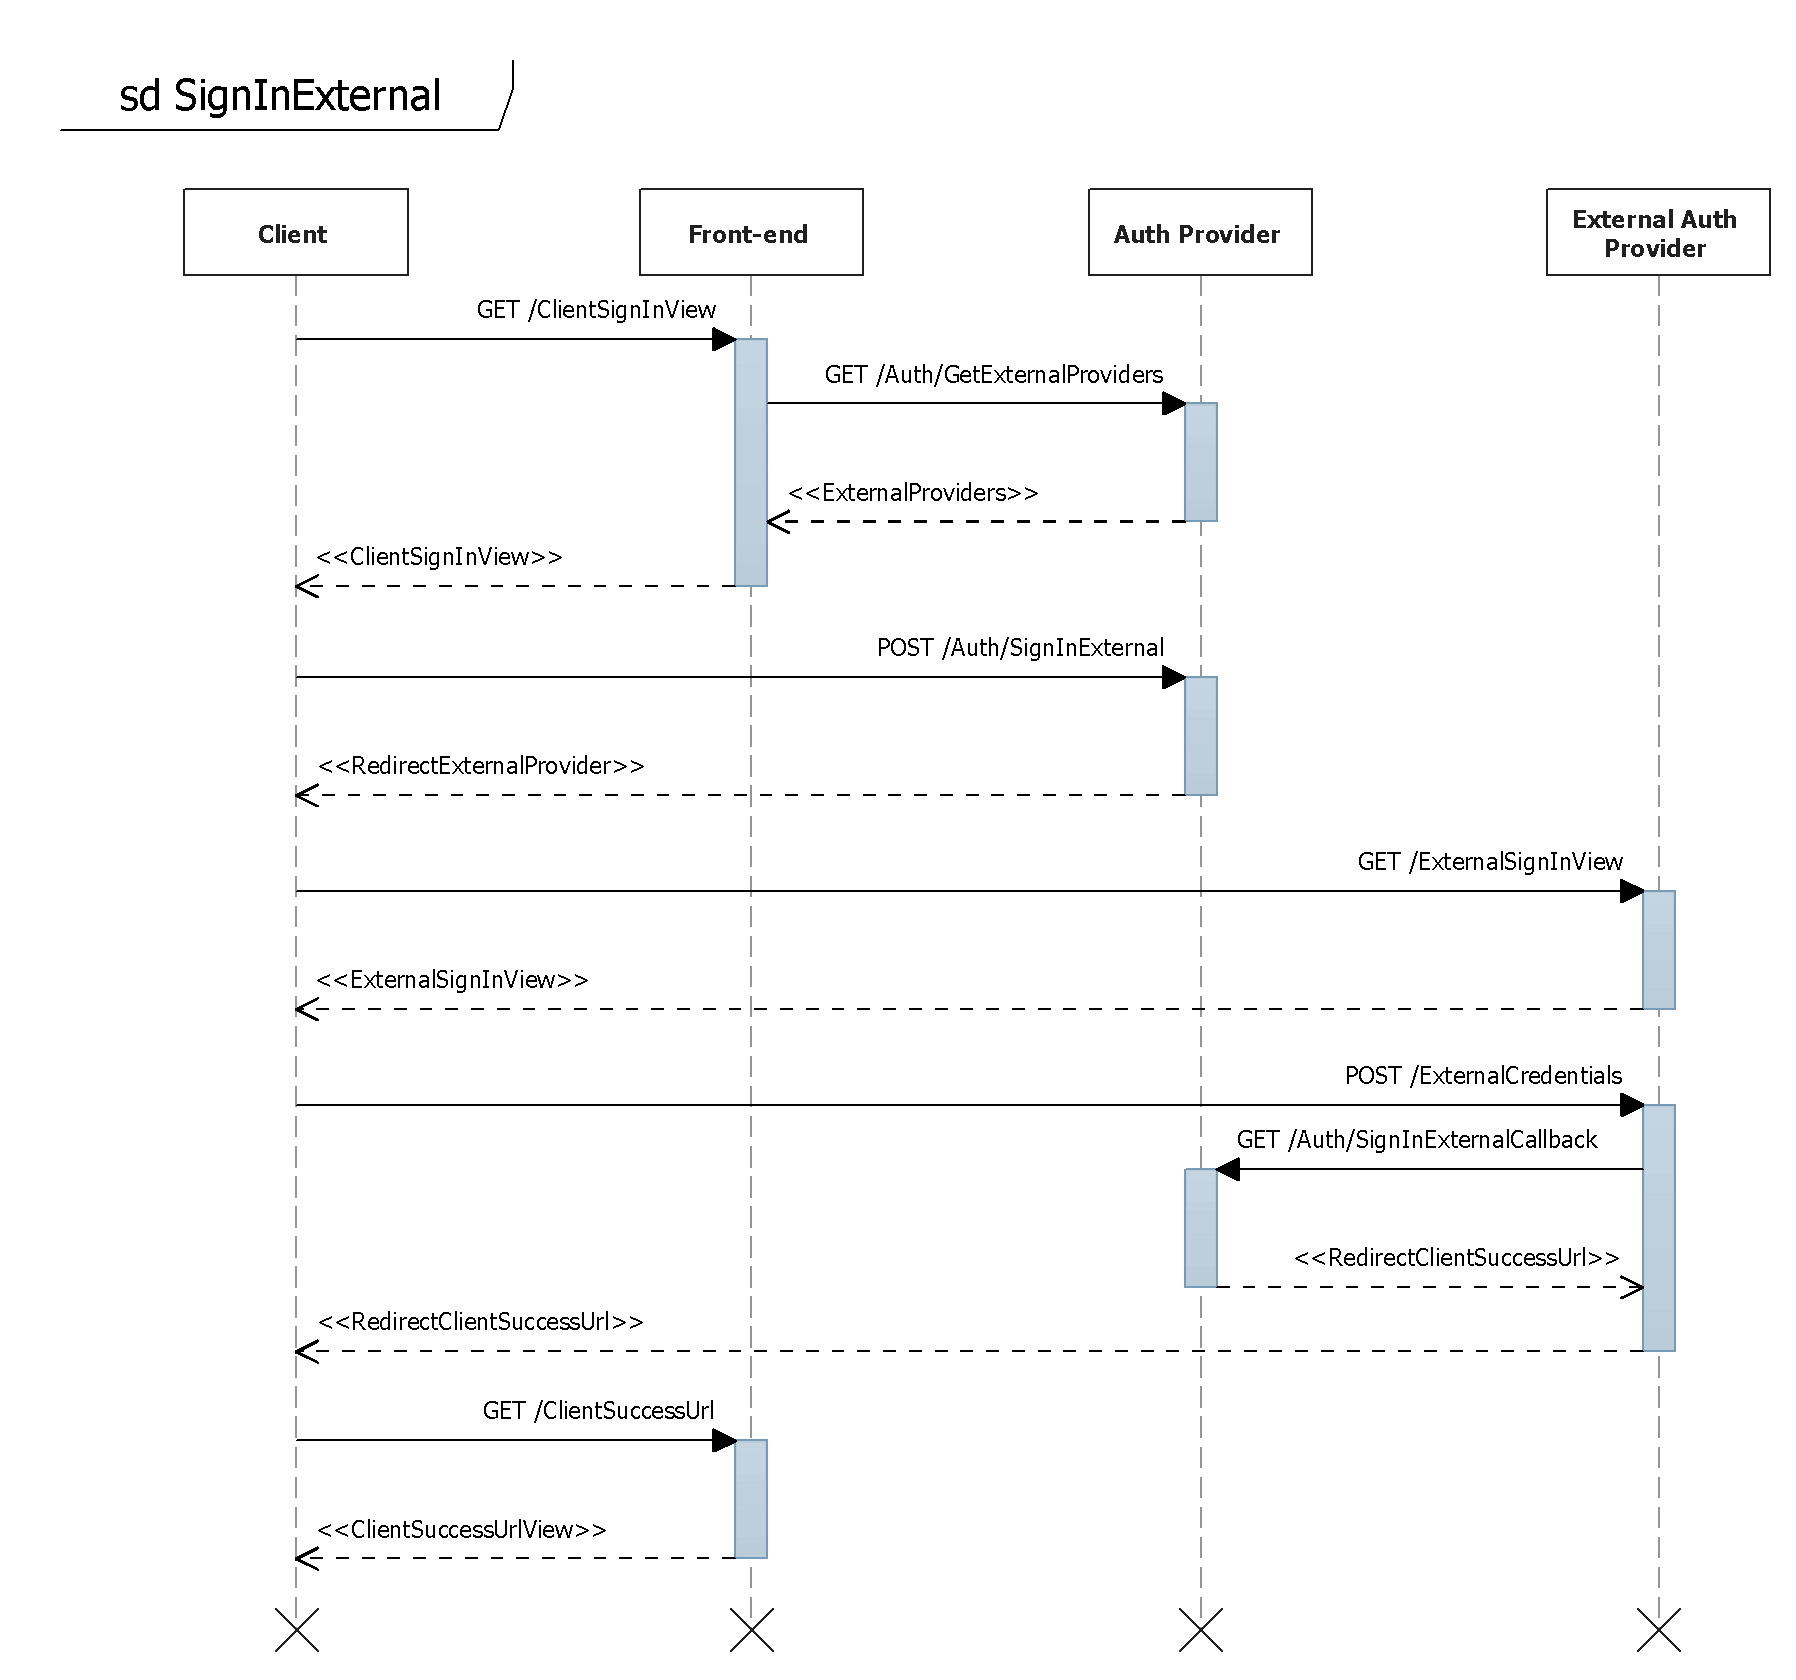 sd SignInExternal
Client
Front-end
Auth Provider
External Auth
Provider
GET /ClientSignInView
GET /Auth/GetExternalProviders
<<ExternalProviders>>
<<ClientSignInView>>
POST /Auth/SignInExternal
<<RedirectExternalProvider>>
GET /ExternalSignInView
<<ExternalSignInView>>
POST /ExternalCredentials
GET /Auth/SignInExternalCallback
<<RedirectClientSuccessUrl>>
<<RedirectClientSuccessUrl>>
GET /ClientSuccessUrl
<<ClientSuccessUrlView>>